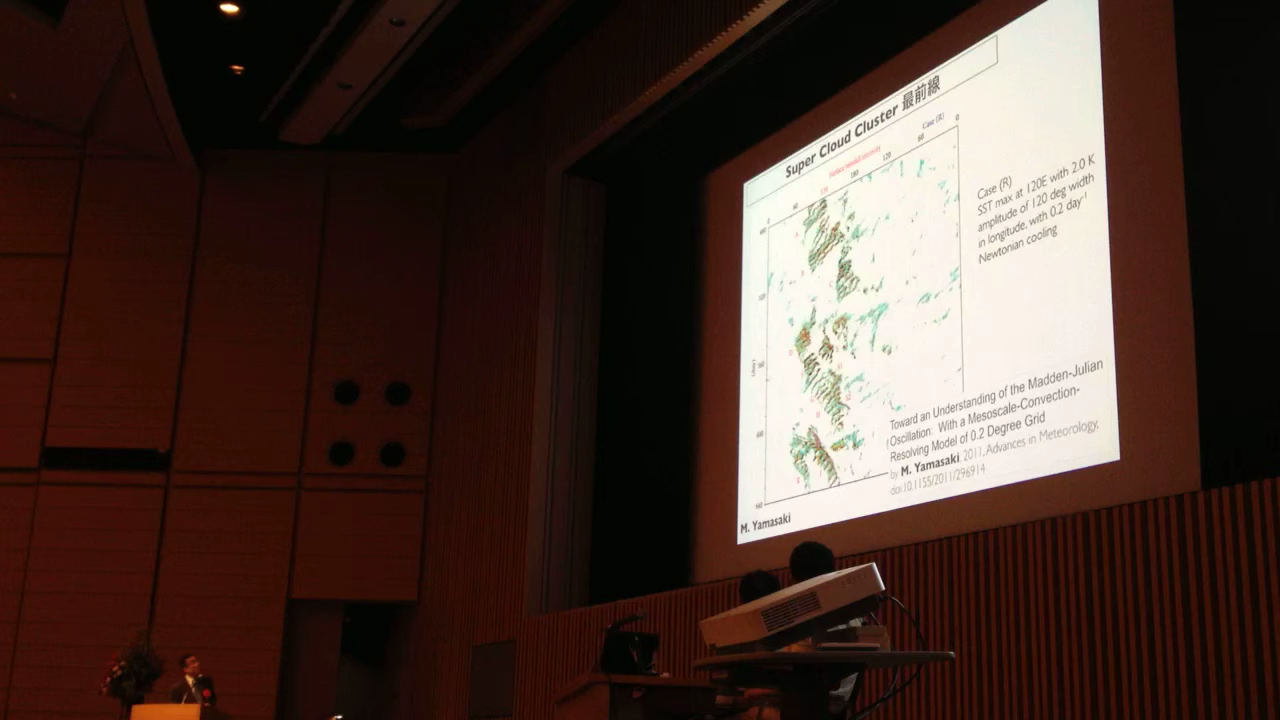 Super Cloud Cluster 最前線
Case (R)
Case (R)
SST max at 120E with 2.0 K
amplitude of 120 deg width
in longitude, with 0.2 day-1
Newtonian cooling
Toward an Understanding of the Madden-Julian
Oscillation: With a Mesoscale-Convection-
Resolving Model of 0.2 Degree Grid
by M. Yamasaki, 2011, Advances in Meteorology,
doi:10.1155/2011/296914
M. Yamasaki